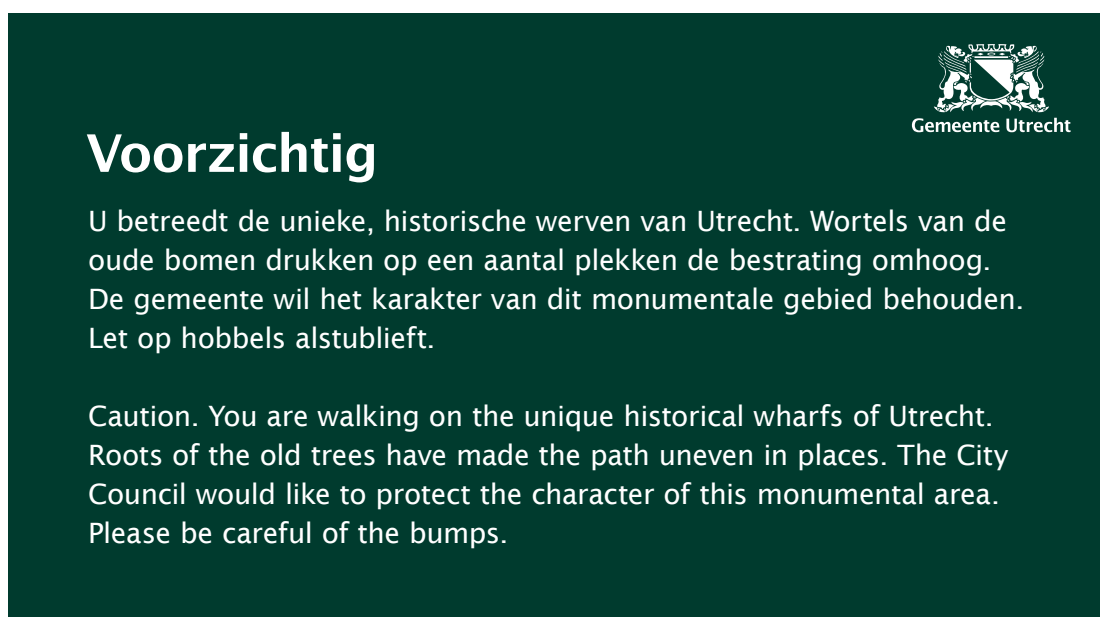 Gemeente Utrecht
Voorzichtig
U betreedt de unieke, historische werven van Utrecht. Wortels van de
oude bomen drukken op een aantal plekken de bestrating omhoog.
De gemeente wil het karakter van dit monumentale gebied behouden.
Let op hobbels alstublieft.
Caution. You are walking on the unique historical wharfs of Utrecht.
Roots of the old trees have made the path uneven in places. The City
Council would like to protect the character of this monumental area.
Please be careful of the bumps.